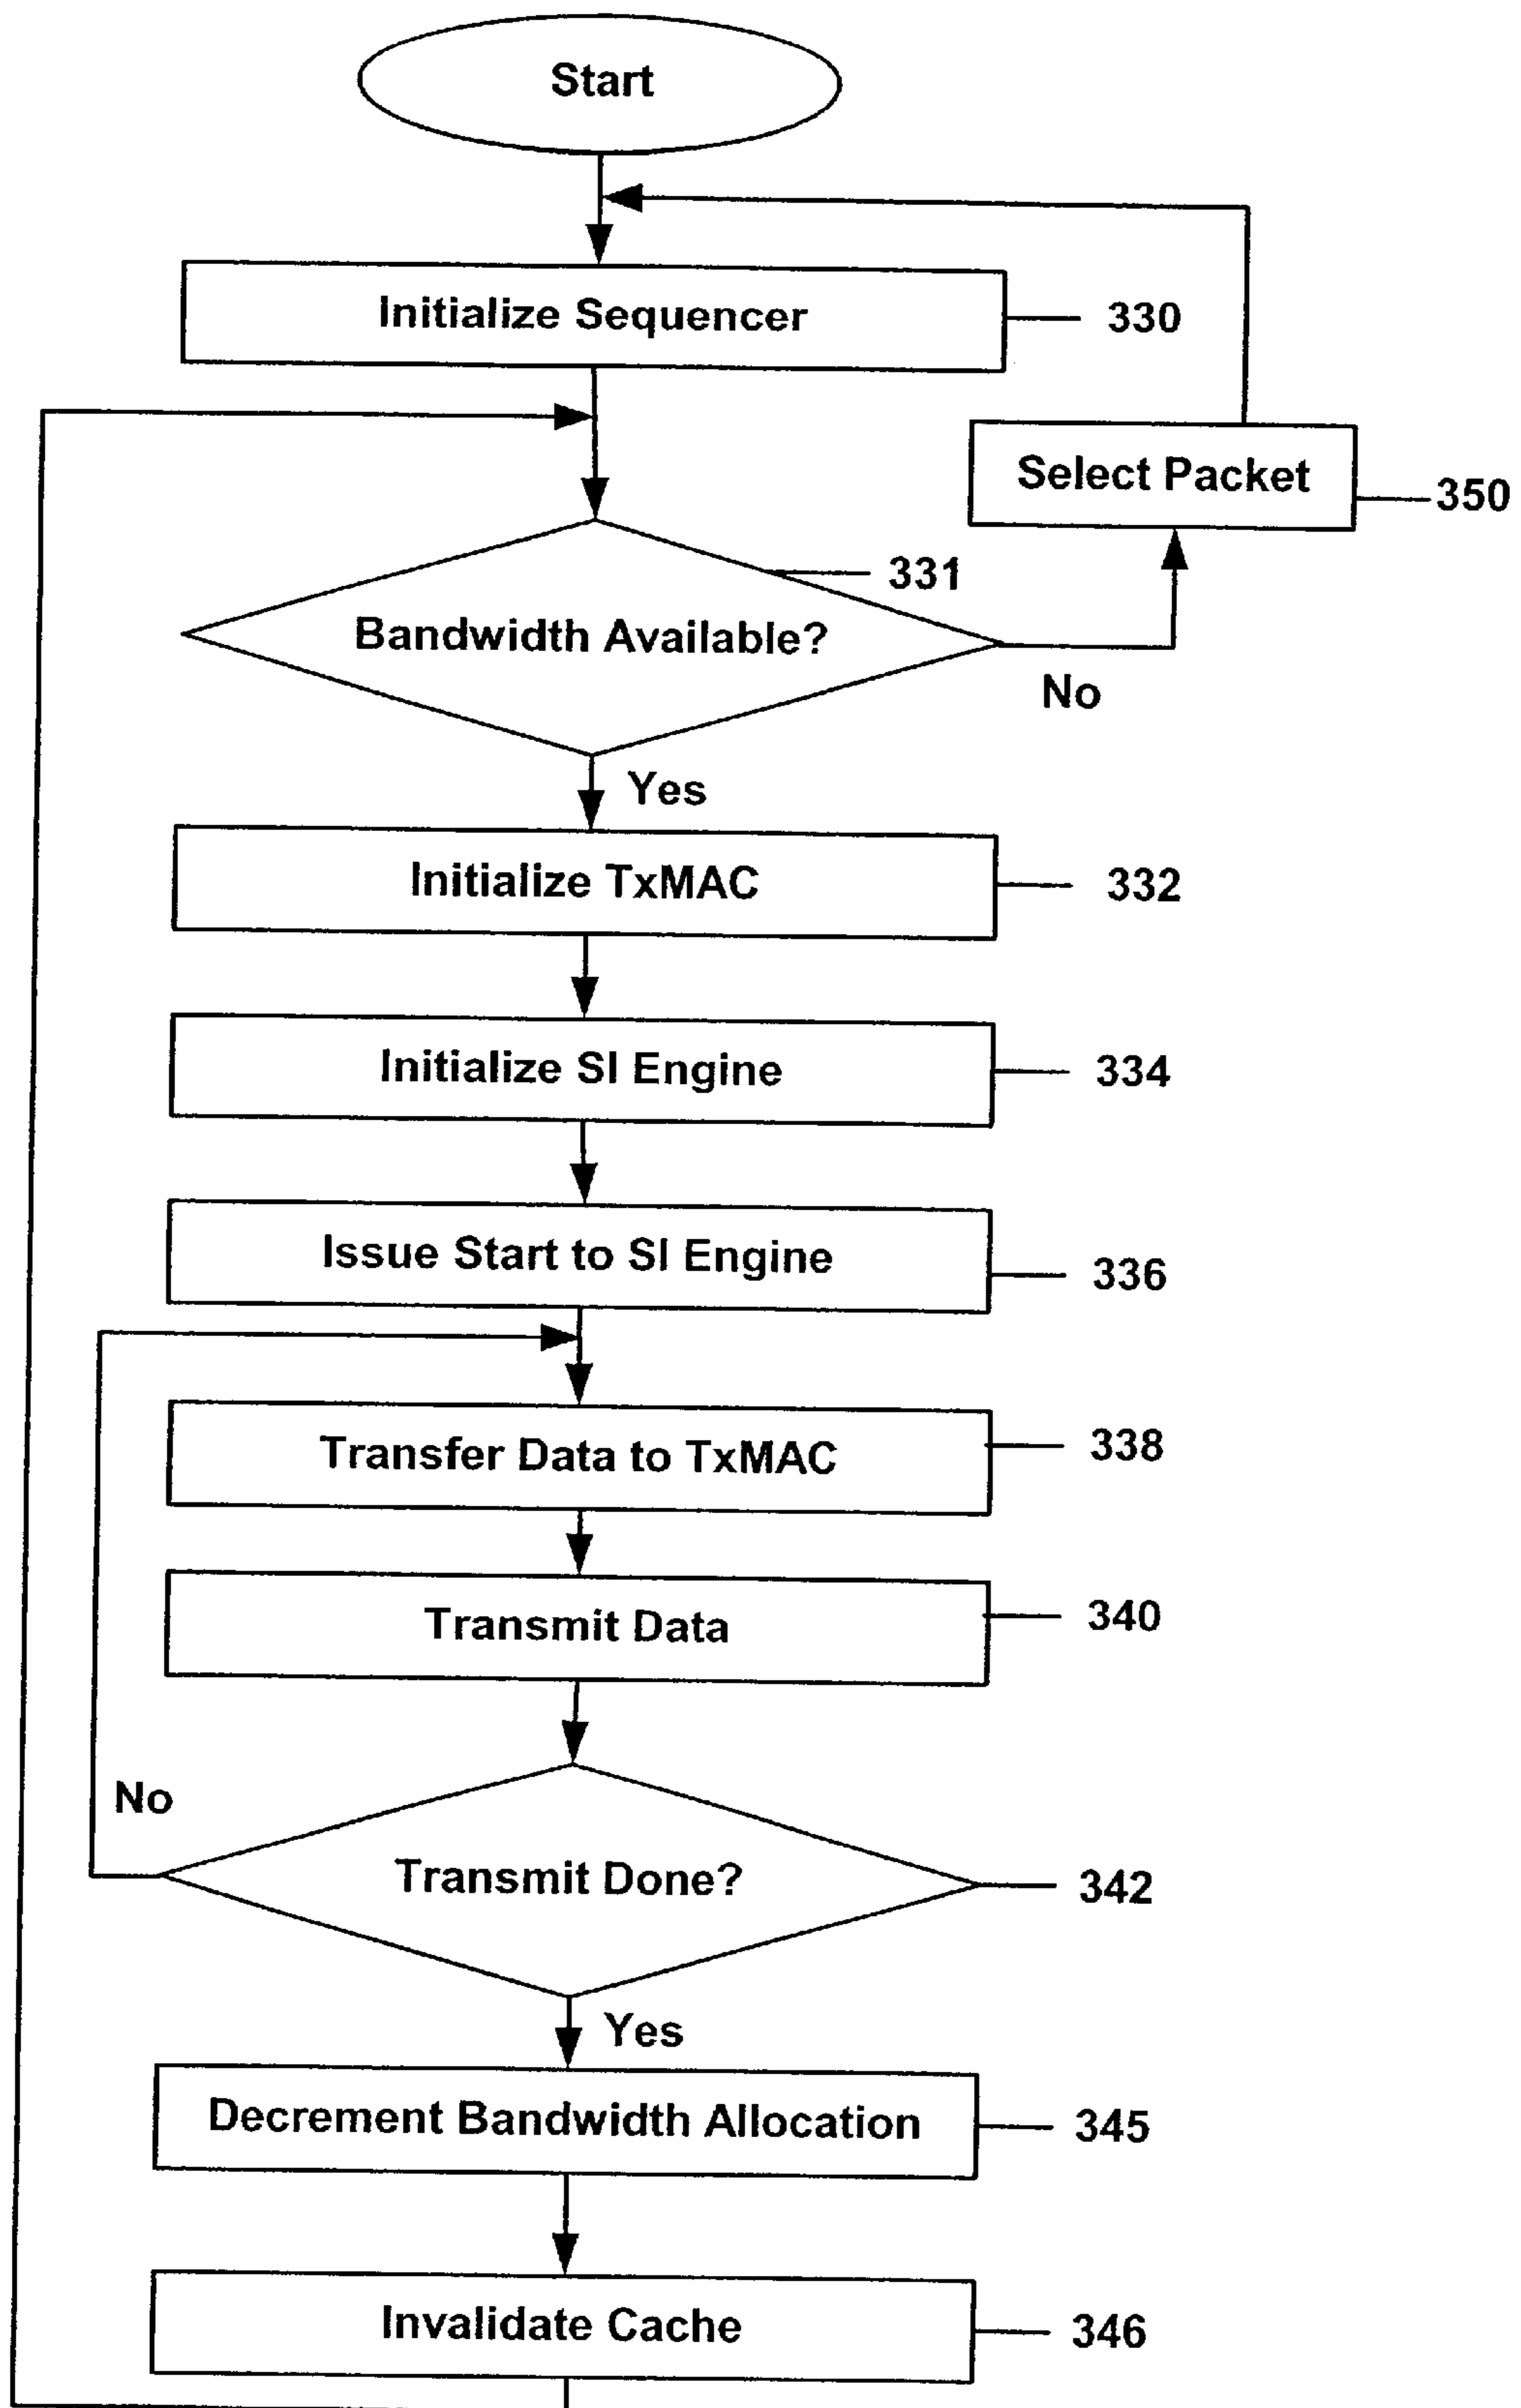 Start
Initialize Sequencer
330
Select Packet
350
331
Bandwidth Available?
No
Yes
Initialize TxMAC
332
Initialize SI Engine
334
Issue Start to SI Engine
336
Transfer Data to TxMAC
338
Transmit Data
340
No
Transmit Done?
342
Yes
Decrement Bandwidth Allocation
345
Invalidate Cache
346